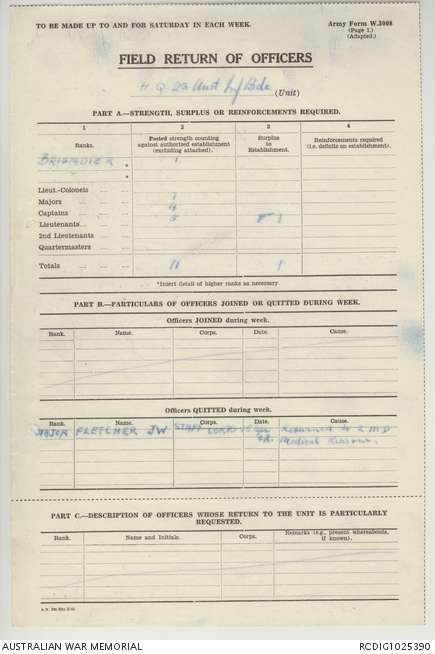 TO BE MADE UP TO AND FOR SATURDAY IN EACH WEEK.
Army Form W.3008
(Page 1.)
(Adapted.)
FIELD RETURN OF OFFICERS
H.Q 23 Aust Inf Bde (Unit)
PART A.—STRENGTH, SURPLUS OR REINFORCEMENTS REQUIRED.
1 2 3 4
Ranks. Posted strength counting against authorized establishment (excluding attached). Surplus to Establishment. Reinforcements required (i.e. deficits on establishment).
BRIGADIER * 1
*
Lieut.-Colonels
Majors 1
Captains 4
Lieutenants 5 1
2nd Lieutenants
Quartermasters
Totals 11 1
*Insert detail of higher ranks as necessary
PART B.—PARTICULARS OF OFFICERS JOINED OR QUITTED DURING WEEK.
Officers JOINED during week.
Rank. Name. Corps. Date. Cause.
Officers QUITTED during week.
Rank. Name. Corps. Date. Cause.
MAJOR FLETCHER JW STAFF CORPS Returned to 2 MD
Medical Reasons.
PART C.—DESCRIPTION OF OFFICERS WHOSE RETURN TO THE UNIT IS PARTICULARLY REQUESTED.
Rank. Name and Initials. Corps. Remarks (e.g., present whereabouts, if known).
AUSTRALIAN WAR MEMORIAL
RCDIG1025390